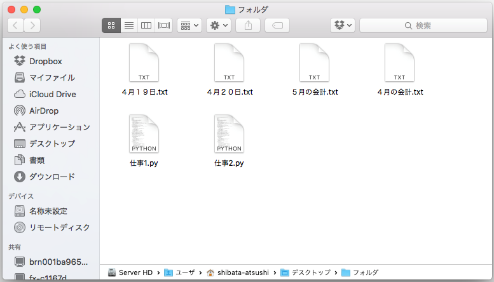 フォルダ
検索
よく使う項目
Dropbox
マイファイル
iCloud Drive
AirDrop
アプリケーション
デスクトップ
書類
ダウンロード
デバイス
名称未設定
リモートディスク
共有
brn001ba965...
fx-c1167d
TXT
TXT
TXT
TXT
4月19日.txt
4月20日.txt
5月の会計.txt
4月の会計.txt
PYTHON
PYTHON
仕事1.py
仕事2.py
Server HD
ユーザ
shibata-atsushi
デスクトップ
フォルダ